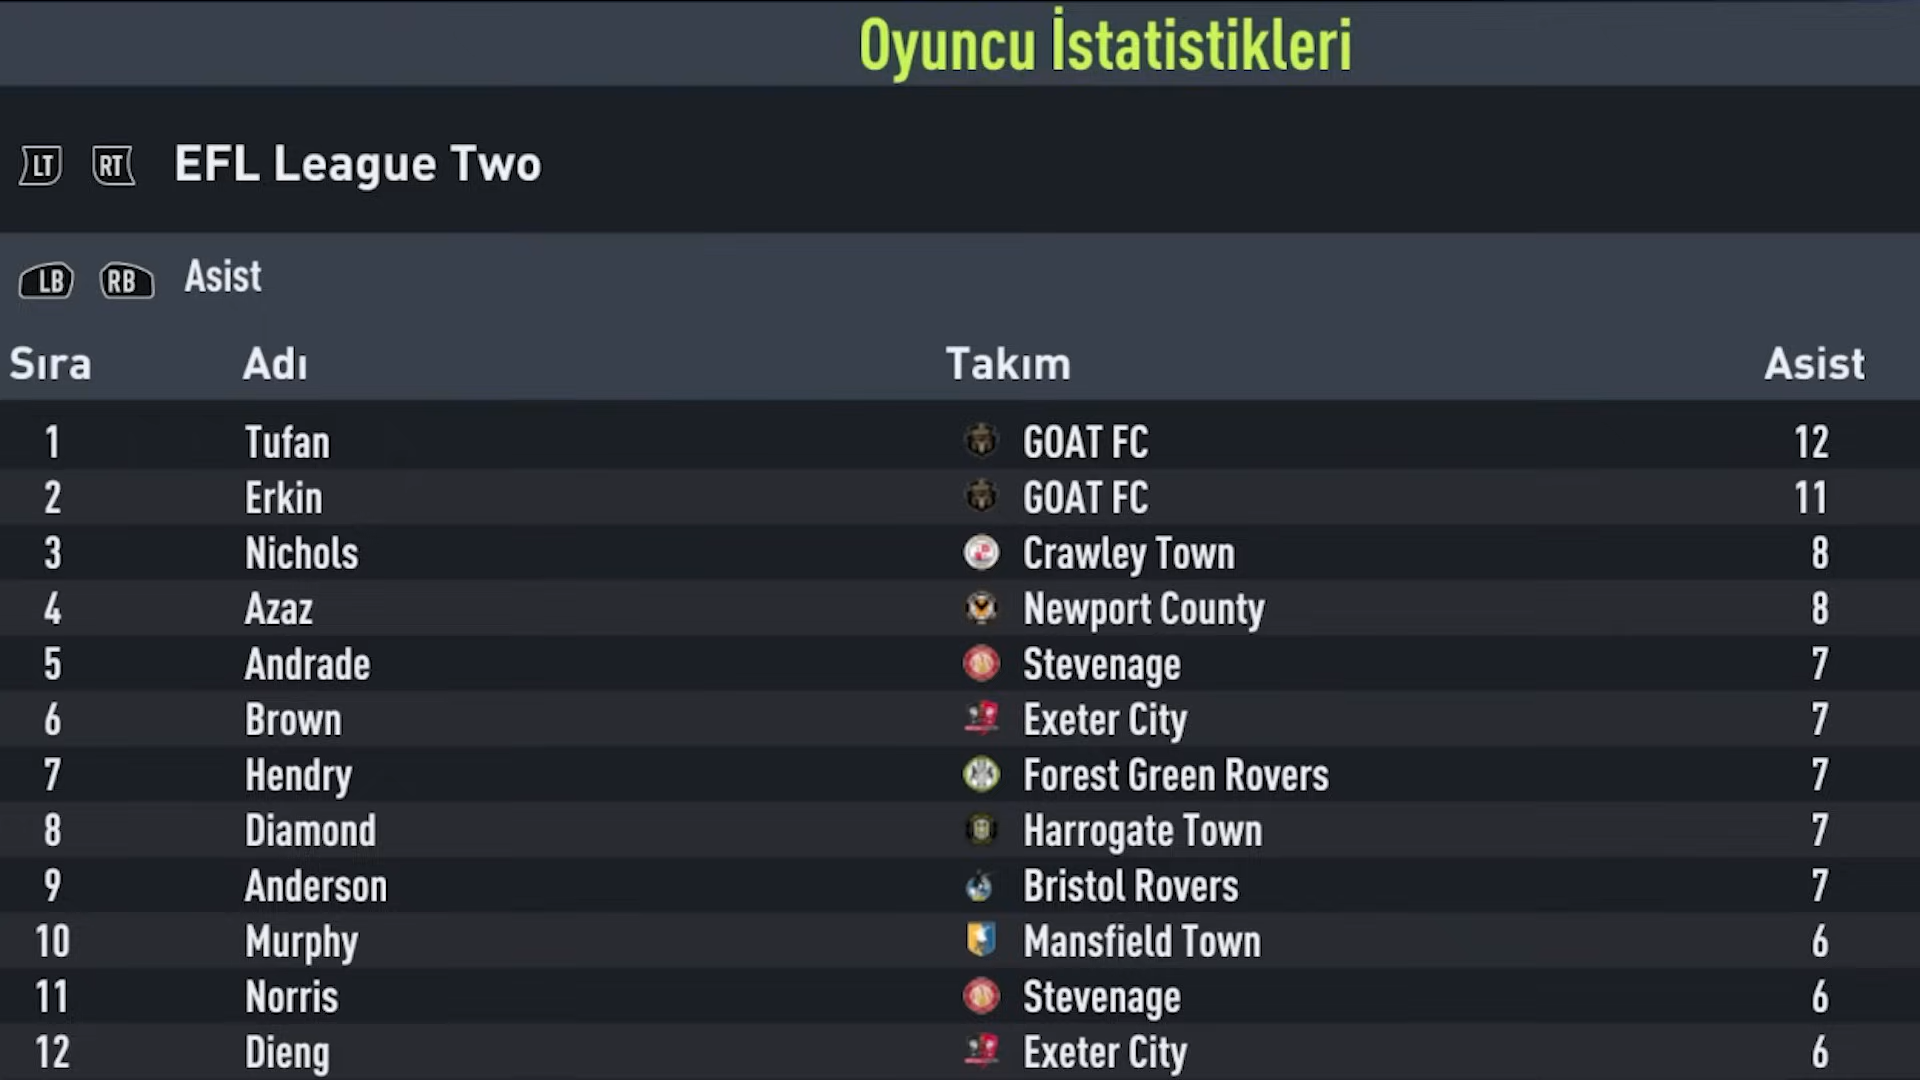 Oyuncu İstatistikleri
LT RT EFL League Two
LB RB Asist
Sıra Adı Takım Asist
1 Tufan GOAT FC 12
2 Erkin GOAT FC 11
3 Nichols Crawley Town 8
4 Azaz Newport County 8
5 Andrade Stevenage 7
6 Brown Exeter City 7
7 Hendry Forest Green Rovers 7
8 Diamond Harrogate Town 7
9 Anderson Bristol Rovers 7
10 Murphy Mansfield Town 6
11 Norris Stevenage 6
12 Dieng Exeter City 6